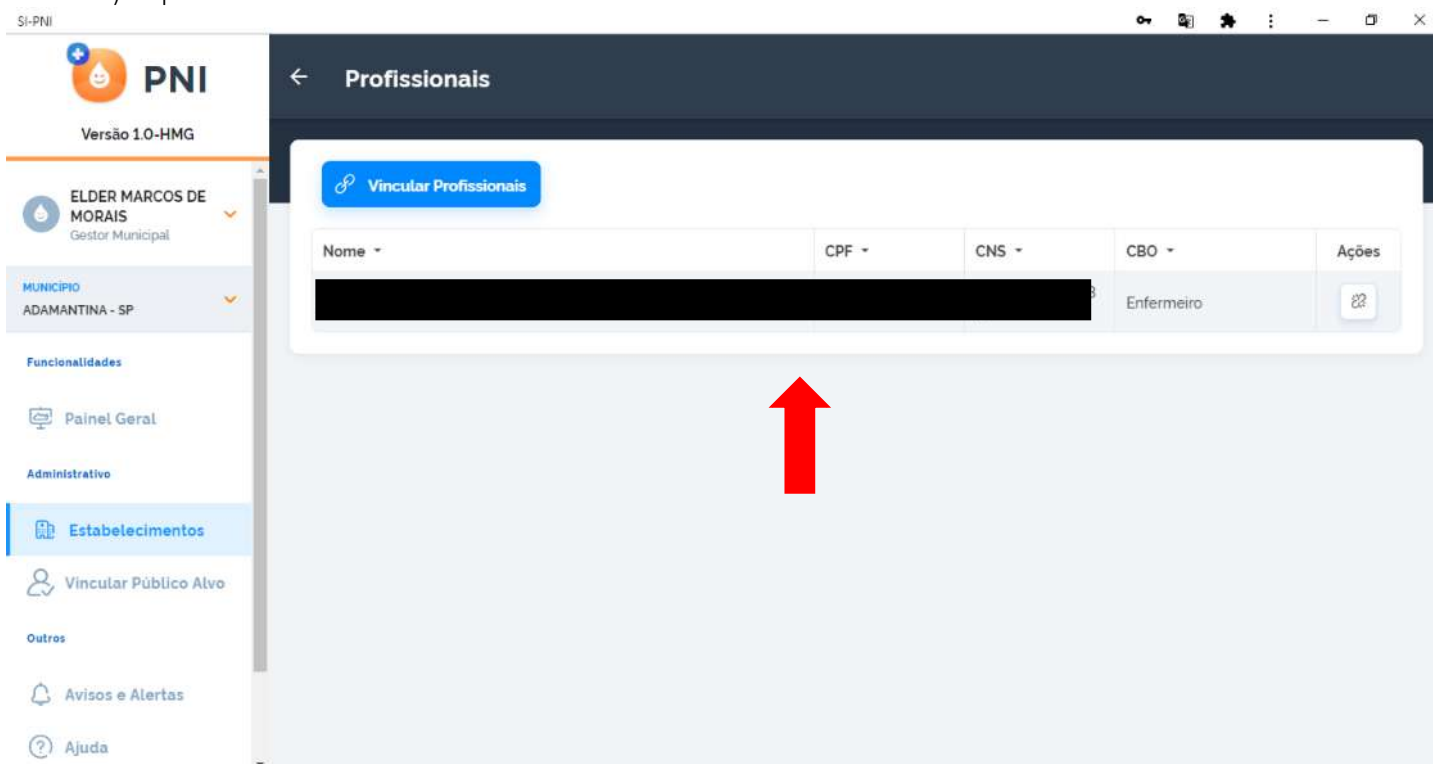 SI-PNI
PNI
Versão 1.0-HMG
ELDER MARCOS DE
MORAIS
Gestor Municipal
MUNICÍPIO
ADAMANTINA - SP
Funcionalidades
Painel Geral
Administrativo
Estabelecimentos
Vincular Público Alvo
Outros
Avisos e Alertas
Ajuda
Profissionais
Vincular Profissionais
Nome CPF CNS CBO Ações
Enfermeiro